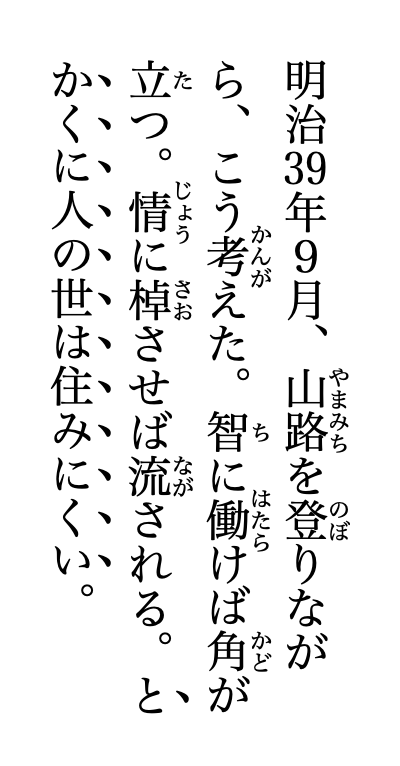 明治39年9月、山路を登りなが
ら、こう考えた。智に働けば角が
立つ。情に棹させば流される。と
かくに人の世は住みにくい。